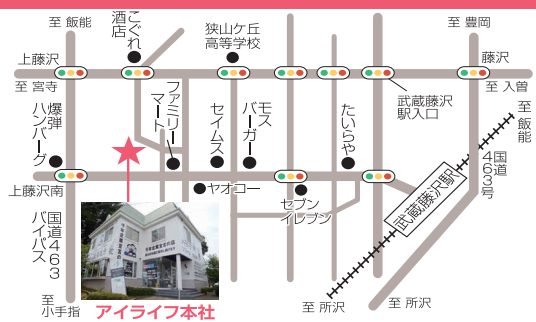 至 飯能
こぐれ
酒店
狭山ケ丘
高等学校
至 豊岡
上藤沢
藤沢
至 宮寺
至 入曽
爆弾
ハンバーグ
ファミリー
マート
セイムス
モス
バーガー
たいらや
武蔵藤沢
駅入口
至 飯能
国道
463号
武蔵藤沢駅
上藤沢南
ヤオコー
セブン
イレブン
国道463
バイパス
至
小手指
至 所沢
至 所沢
アイライフ本社